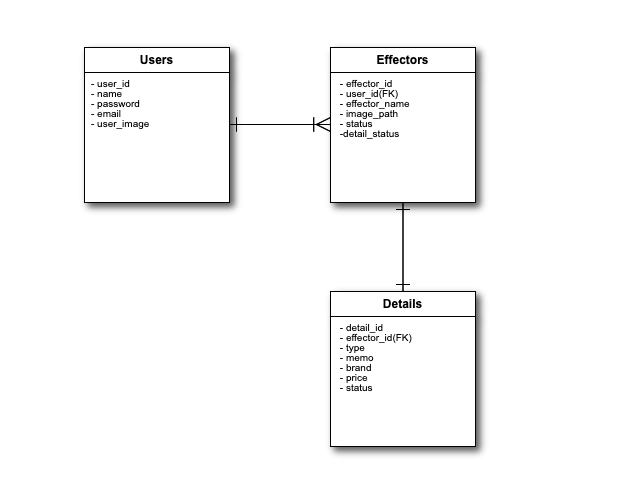 Users
- user_id
- name
- password
- email
- user_image
Effectors
- effector_id
- user_id(FK)
- effector_name
- image_path
- status
-detail_status
Details
- detail_id
- effector_id(FK)
- type
- memo
- brand
- price
- status